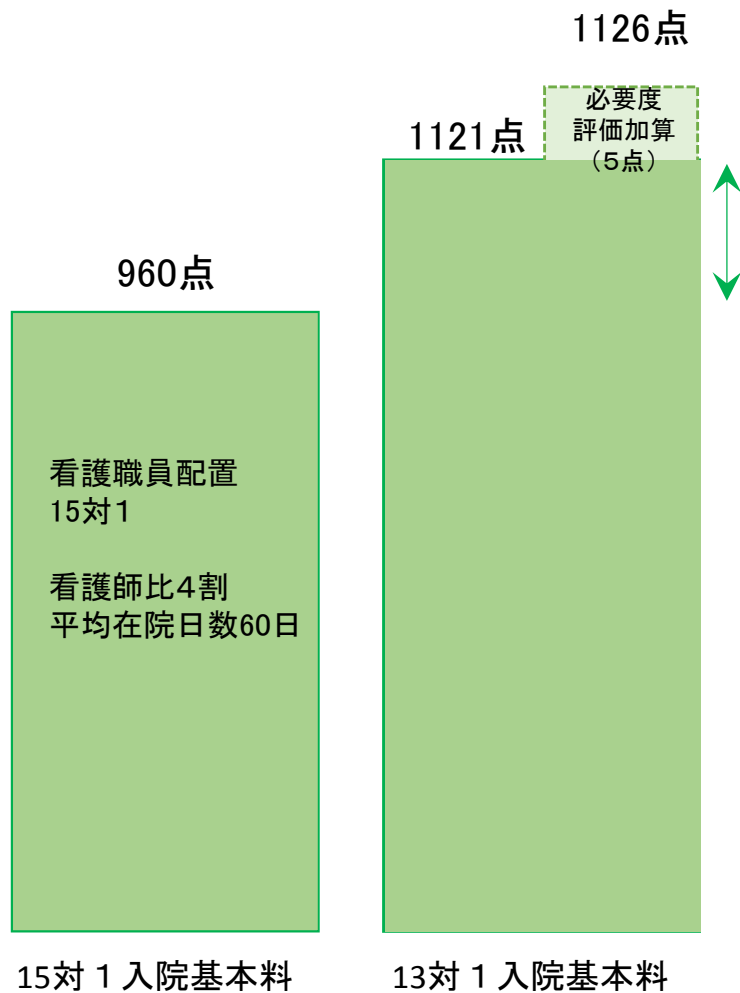 1126点
必要度
評価加算
（５点）
1121点
960点
看護職員配置
15対１
看護師比４割
平均在院日数60日
15対１入院基本料
13対１入院基本料